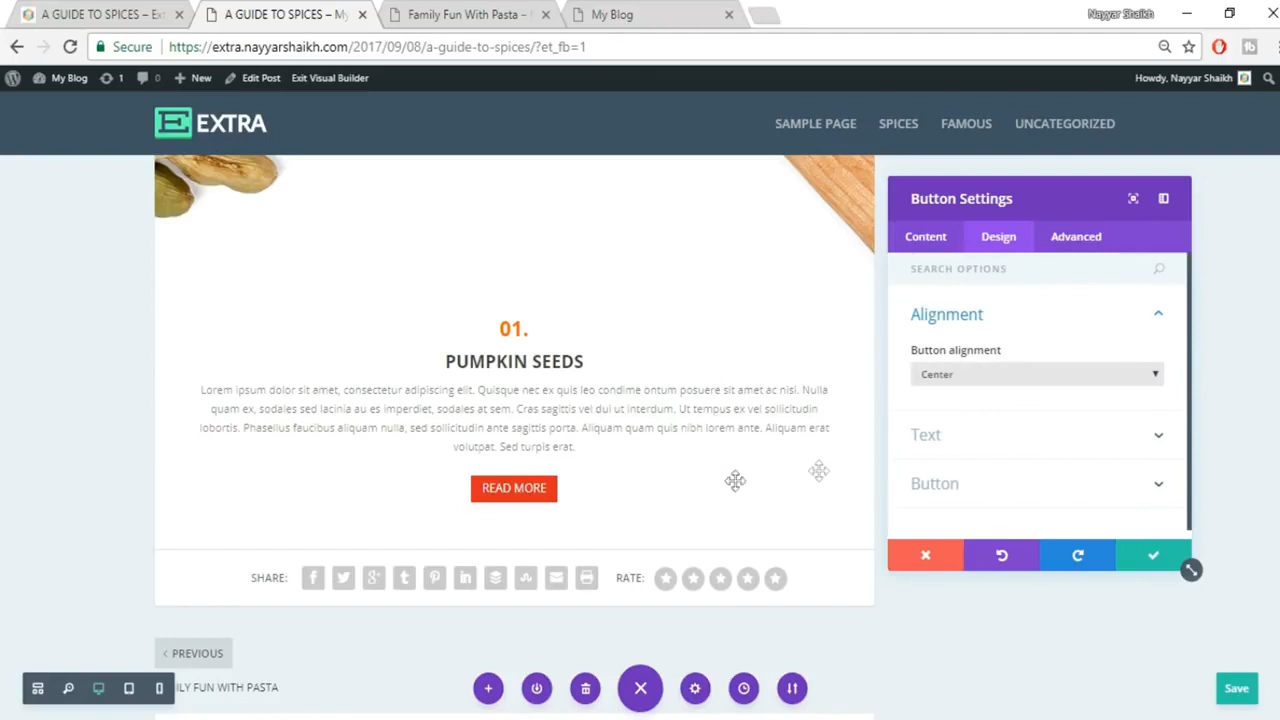 A GUIDE TO SPICES – Ex
A GUIDE TO SPICES – My
Family Fun With Pasta –
My Blog
Nayyar Shaikh
Secure
https://extra.nayyarshaikh.com/2017/09/08/a-guide-to-spices/?et_fb=1
My Blog
1
0
New
Edit Post
Exit Visual Builder
Howdy, Nayyar Shaikh
E EXTRA
SAMPLE PAGE
SPICES
FAMOUS
UNCATEGORIZED
01.
PUMPKIN SEEDS
Lorem ipsum dolor sit amet, consectetur adipiscing elit. Quisque nec ex quis leo condime ontum posuere sit amet ac nisi. Nulla
quam ex, sodales sed lacinia au es imperdiet, sodales at sem. Cras sagittis vel dui ut interdum. Ut tempus ex vel sollicitudin
lobortis. Phasellus faucibus aliquam nulla, sed sollicitudin ante sagittis porta. Aliquam quam quis nibh lorem ante. Aliquam erat
volutpat. Sed turpis erat.
READ MORE
SHARE:
RATE:
‹ PREVIOUS
ILY FUN WITH PASTA
Button Settings
Content
Design
Advanced
SEARCH OPTIONS
Alignment
Button alignment
Center
Text
Button
Save